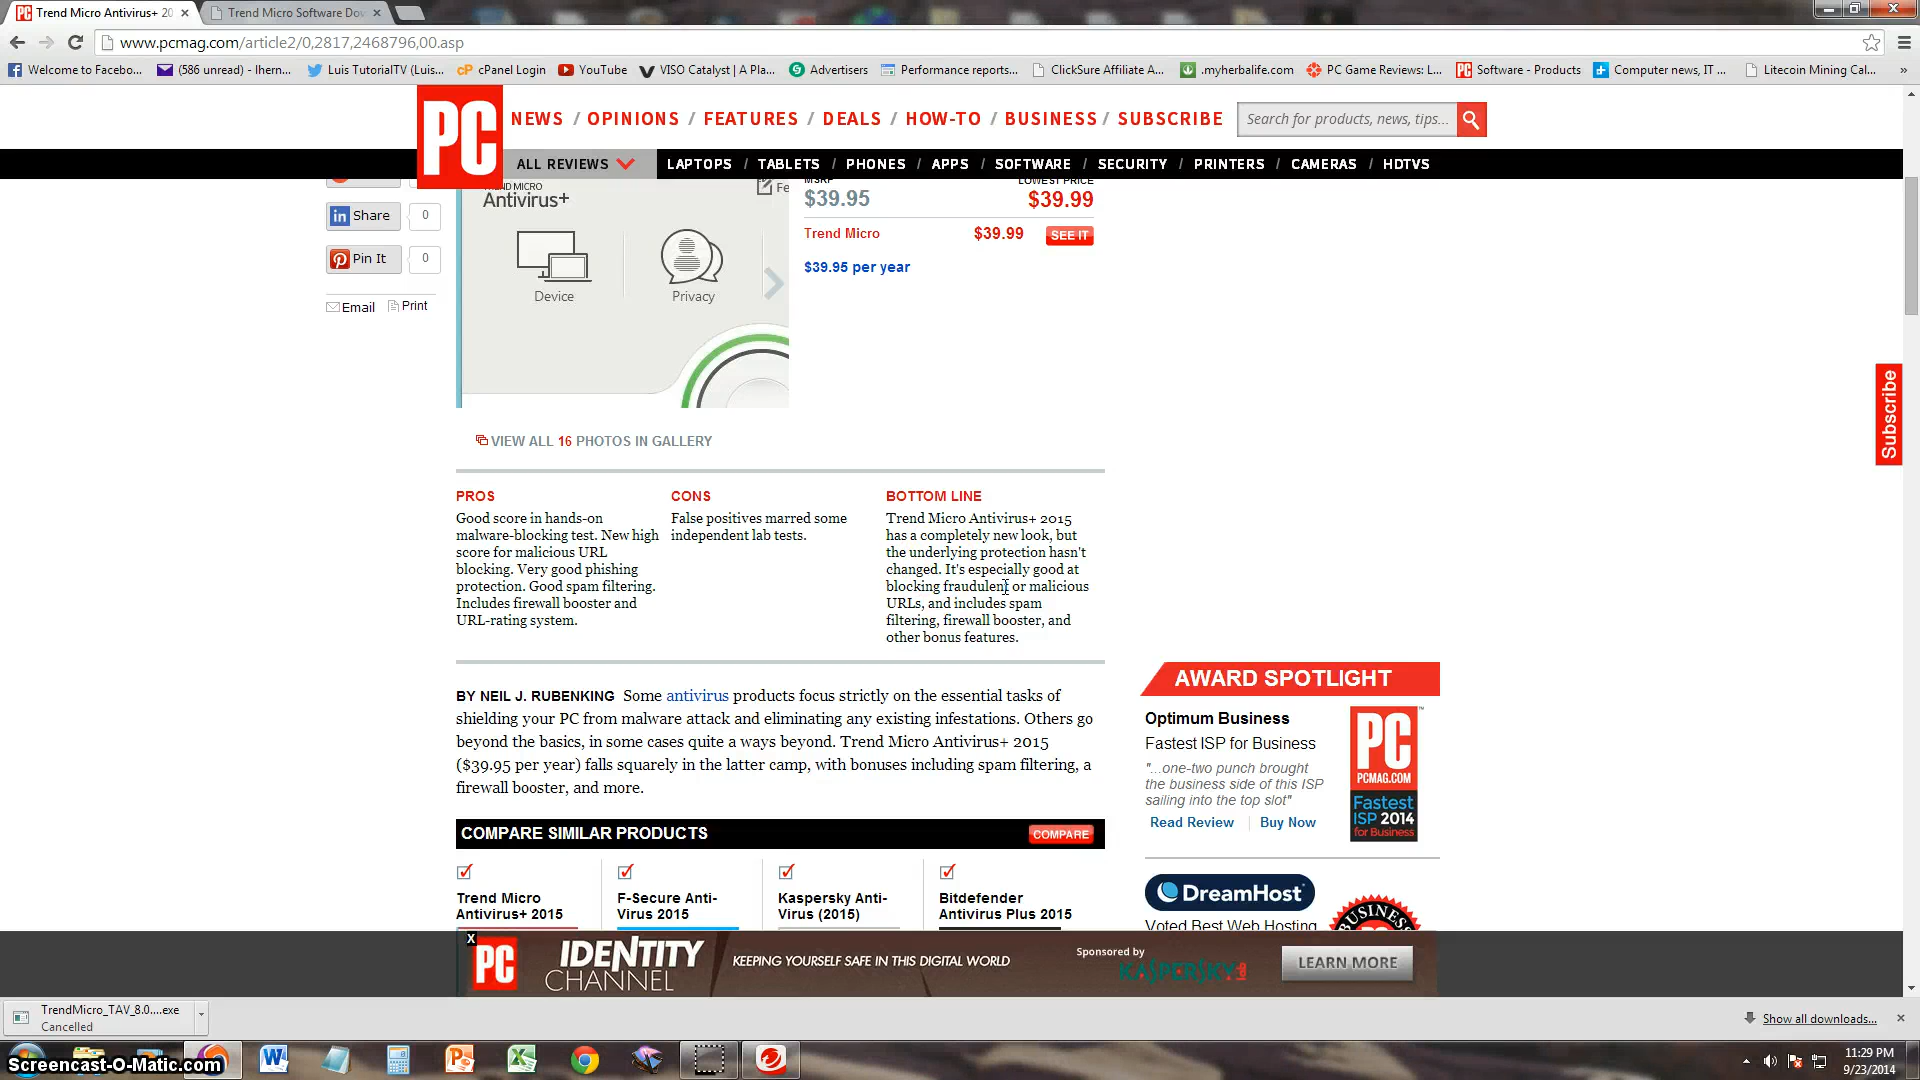 Trend Micro Antivirus+ 20
Trend Micro Software Dow
www.pcmag.com/article2/0,2817,2468796,00.asp
Welcome to Facebo...
(586 unread) - lhern...
Luis TutorialTV (Luis...
cPanel Login
YouTube
VISO Catalyst | A Pla...
Advertisers
Performance reports...
ClickSure Affiliate A...
.myherbalife.com
PC Game Reviews: L...
Software - Products
Computer news, IT ...
Litecoin Mining Cal...
»
PC
NEWS / OPINIONS / FEATURES / DEALS / HOW-TO / BUSINESS / SUBSCRIBE
Search for products, news, tips...
ALL REVIEWS
LAPTOPS / TABLETS / PHONES / APPS / SOFTWARE / SECURITY / PRINTERS / CAMERAS / HDTVS
Share 0
Pin It 0
Email Print
TREND MICRO
Antivirus+
Fe
Device
Privacy
MSRP
LOWEST PRICE
$39.95
$39.99
Trend Micro
$39.99
SEE IT
$39.95 per year
Subscribe
VIEW ALL 16 PHOTOS IN GALLERY
PROS
Good score in hands-on
malware-blocking test. New high
score for malicious URL
blocking. Very good phishing
protection. Good spam filtering.
Includes firewall booster and
URL-rating system.
CONS
False positives marred some
independent lab tests.
BOTTOM LINE
Trend Micro Antivirus+ 2015
has a completely new look, but
the underlying protection hasn't
changed. It's especially good at
blocking fraudulent or malicious
URLs, and includes spam
filtering, firewall booster, and
other bonus features.
BY NEIL J. RUBENKING Some antivirus products focus strictly on the essential tasks of
shielding your PC from malware attack and eliminating any existing infestations. Others go
beyond the basics, in some cases quite a ways beyond. Trend Micro Antivirus+ 2015
($39.95 per year) falls squarely in the latter camp, with bonuses including spam filtering, a
firewall booster, and more.
COMPARE SIMILAR PRODUCTS
COMPARE
Trend Micro
Antivirus+ 2015
F-Secure Anti-
Virus 2015
Kaspersky Anti-
Virus (2015)
Bitdefender
Antivirus Plus 2015
AWARD SPOTLIGHT
Optimum Business
Fastest ISP for Business
"...one-two punch brought
the business side of this ISP
sailing into the top slot"
Read Review
Buy Now
PC
PCMAG.COM
Fastest
ISP 2014
for Business
DreamHost
Voted Best Web Hosting
BUSINESS
X
PC
IDENTITY
CHANNEL
KEEPING YOURSELF SAFE IN THIS DIGITAL WORLD
Sponsored by
KASPERSKY
LEARN MORE
TrendMicro_TAV_8.0....exe
Cancelled
Show all downloads...
Screencast-O-Matic.com
11:29 PM
9/23/2014